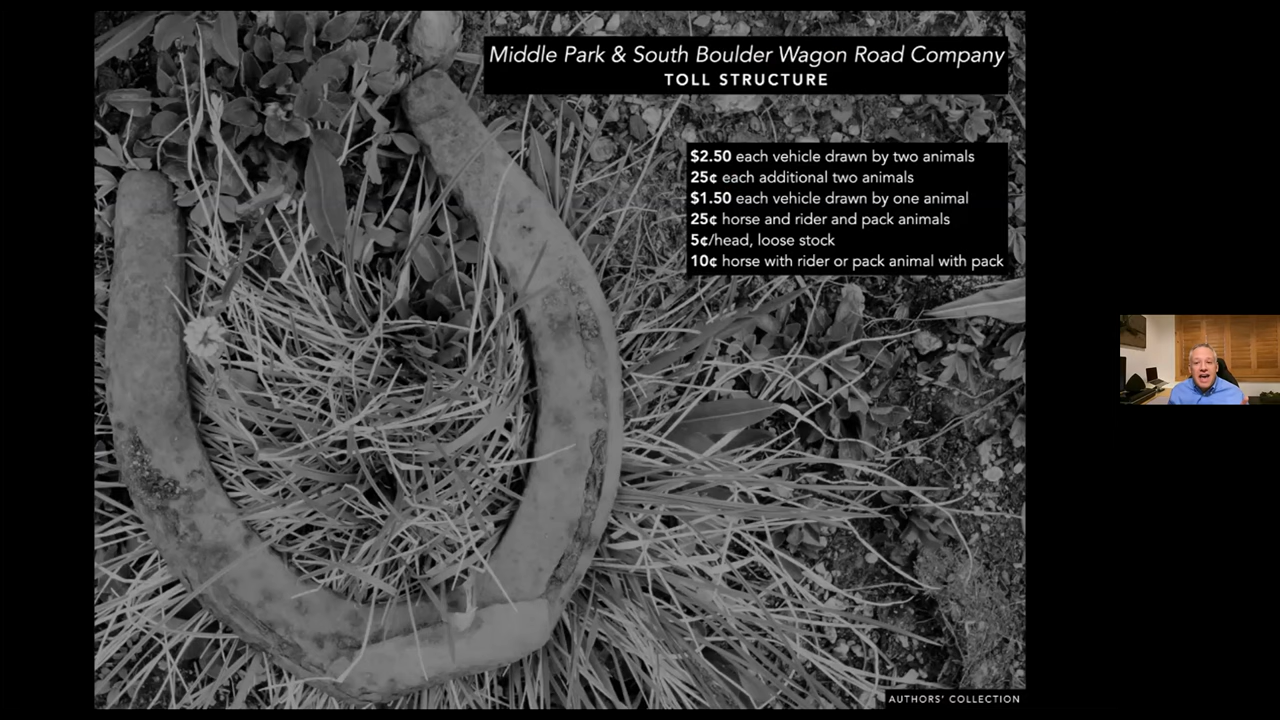 Middle Park & South Boulder Wagon Road Company
TOLL STRUCTURE
$2.50 each vehicle drawn by two animals
25¢ each additional two animals
$1.50 each vehicle drawn by one animal
25¢ horse and rider and pack animals
5¢/head, loose stock
10¢ horse with rider or pack animal with pack
AUTHORS' COLLECTION